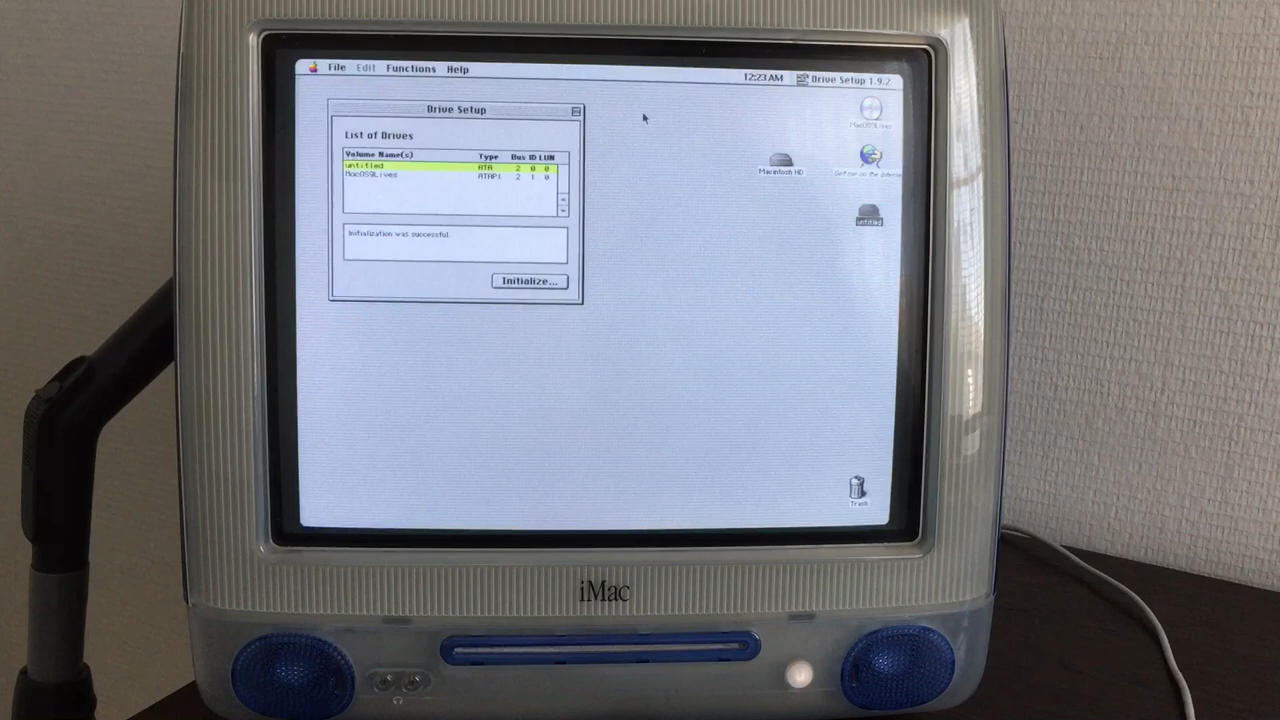 File Edit Functions Help
12:23 AM Drive Setup 1.9.2
Drive Setup
List of Drives
Volume Name(s) Type Bus ID LUN
untitled ATA 2 0 0
MacOS9Lives ATAPI 2 1 0
Initialization was successful.
Initialize...
MacOS9Lives
Macintosh HD
untitled
Trash
iMac